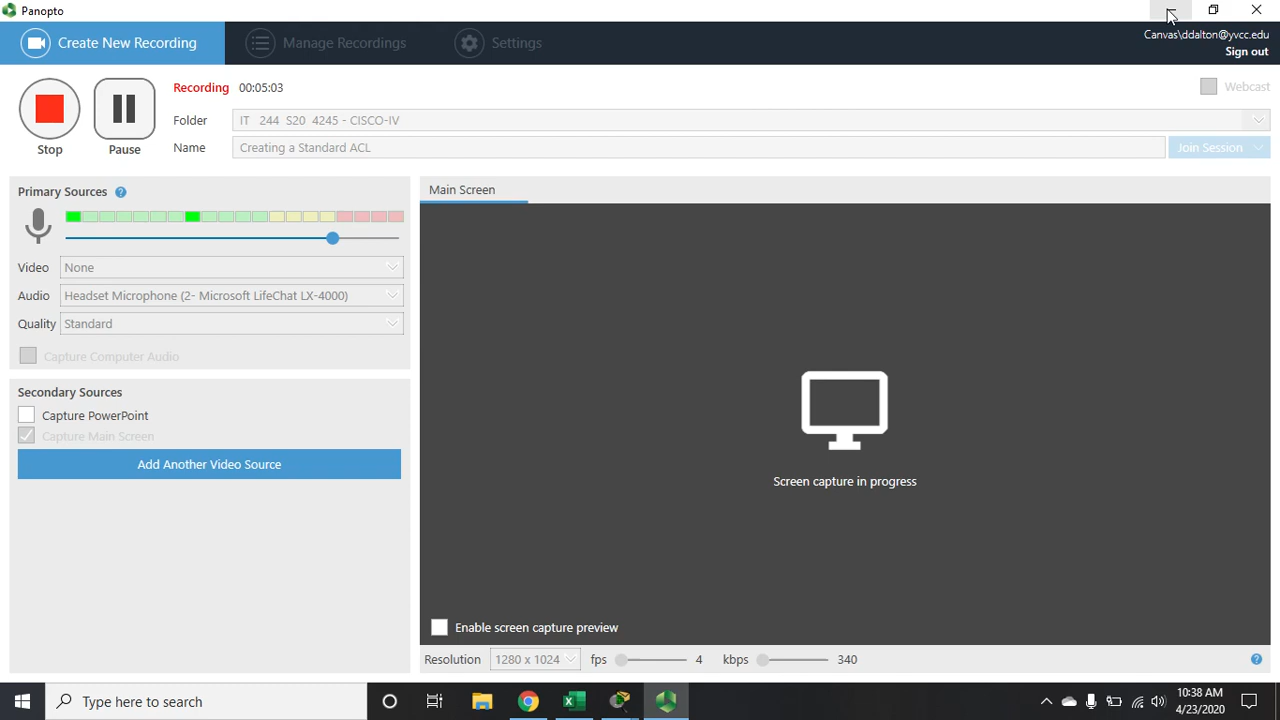 Panopto
Canvas\ddalton@yvcc.edu
Sign out
Create New Recording
Manage Recordings
Settings
Recording 00:05:03
Webcast
Folder IT 244 S20 4245 - CISCO-IV
Name Creating a Standard ACL Join Session
Stop Pause
Primary Sources ?
Main Screen
Video None
Audio Headset Microphone (2- Microsoft LifeChat LX-4000)
Quality Standard
Capture Computer Audio
Secondary Sources
Capture PowerPoint
Capture Main Screen
Add Another Video Source
Screen capture in progress
Enable screen capture preview
Resolution 1280 x 1024 fps 4 kbps 340 ?
Type here to search
10:38 AM
4/23/2020